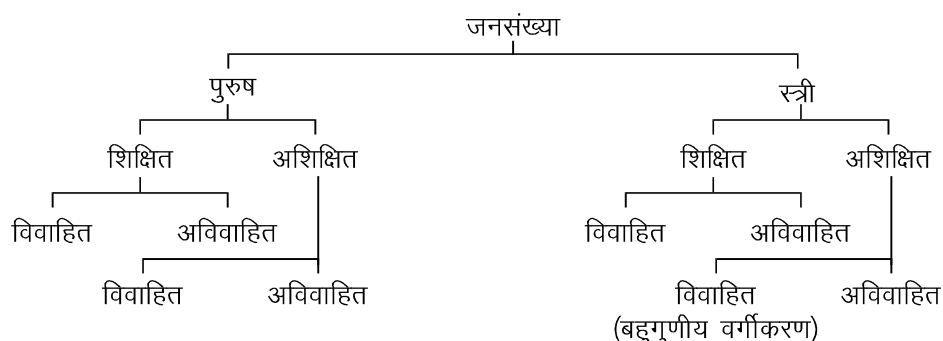 जनसंख्या
पुरुष स्त्री
शिक्षित अशिक्षित शिक्षित अशिक्षित
विवाहित अविवाहित विवाहित अविवाहित
विवाहित अविवाहित विवाहित अविवाहित
(बहुगुणीय वर्गीकरण)